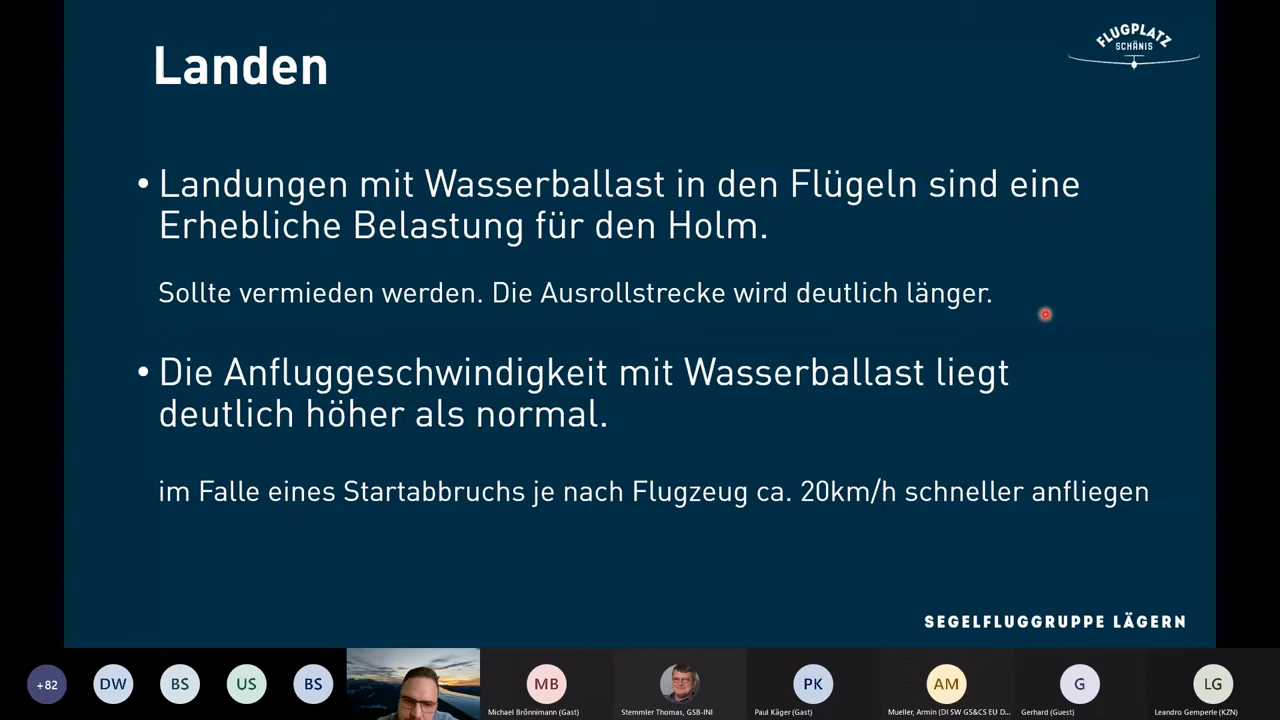 Landen
FLUGPLATZ
SCHÄNIS
• Landungen mit Wasserballast in den Flügeln sind eine
Erhebliche Belastung für den Holm.
Sollte vermieden werden. Die Ausrollstrecke wird deutlich länger.
• Die Anfluggeschwindigkeit mit Wasserballast liegt
deutlich höher als normal.
im Falle eines Startabbruchs je nach Flugzeug ca. 20km/h schneller anfliegen
SEGELFLUGGRUPPE LÄGERN
+82
DW
BS
US
BS
MB
PK
AM
G
LG
Michael Brönnimann (Gast)
Stemmler Thomas, GSB-INI
Paul Käger (Gast)
Mueller, Armin (DI SW GS&CS EU D...
Gerhard (Guest)
Leandro Gemperle (KZN)